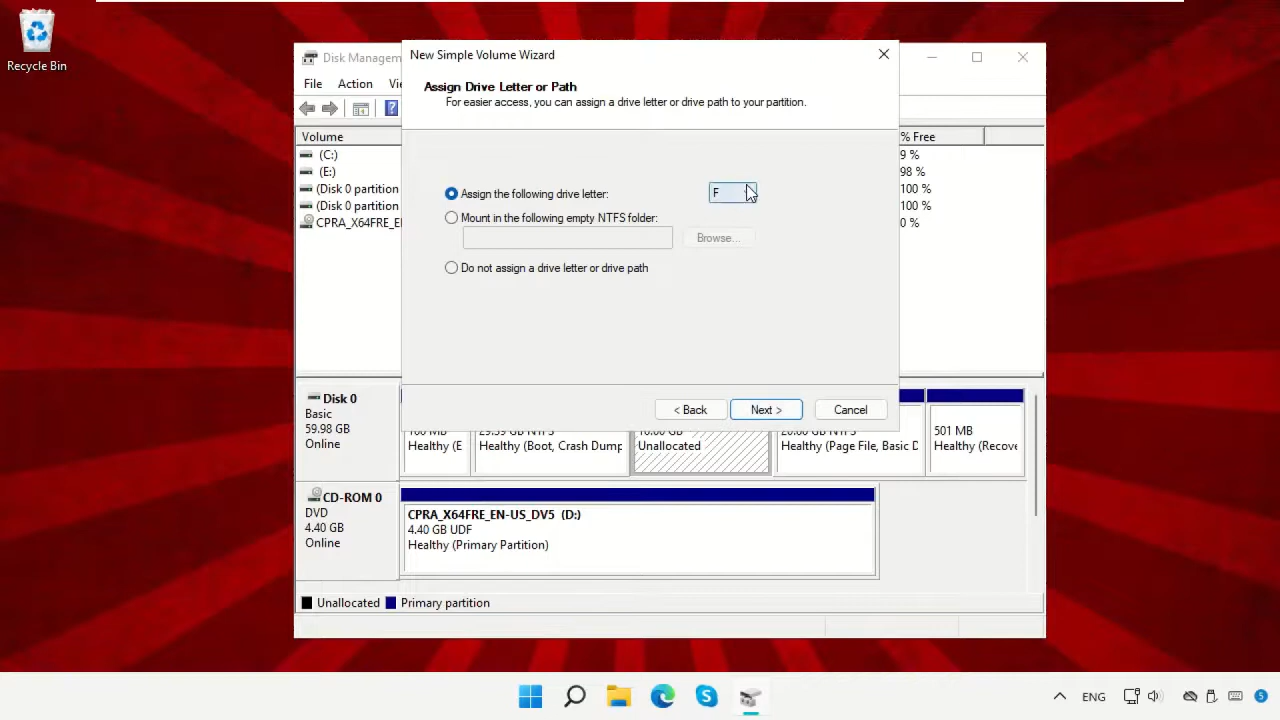 Recycle Bin
Disk Managem
New Simple Volume Wizard
File Action Vi
Assign Drive Letter or Path
For easier access, you can assign a drive letter or drive path to your partition.
Volume
% Free
(C:)
9 %
(E:)
98 %
(Disk 0 partition
100 %
(Disk 0 partition
100 %
CPRA_X64FRE_E
0 %
Assign the following drive letter:
F
Mount in the following empty NTFS folder:
Browse...
Do not assign a drive letter or drive path
< Back
Next >
Cancel
Disk 0
Basic
59.98 GB
Online
Healthy (E
Healthy (Boot, Crash Dump
Unallocated
Healthy (Page File, Basic D
501 MB
Healthy (Recove
CD-ROM 0
DVD
4.40 GB
Online
CPRA_X64FRE_EN-US_DV5 (D:)
4.40 GB UDF
Healthy (Primary Partition)
Unallocated
Primary partition
ENG
5